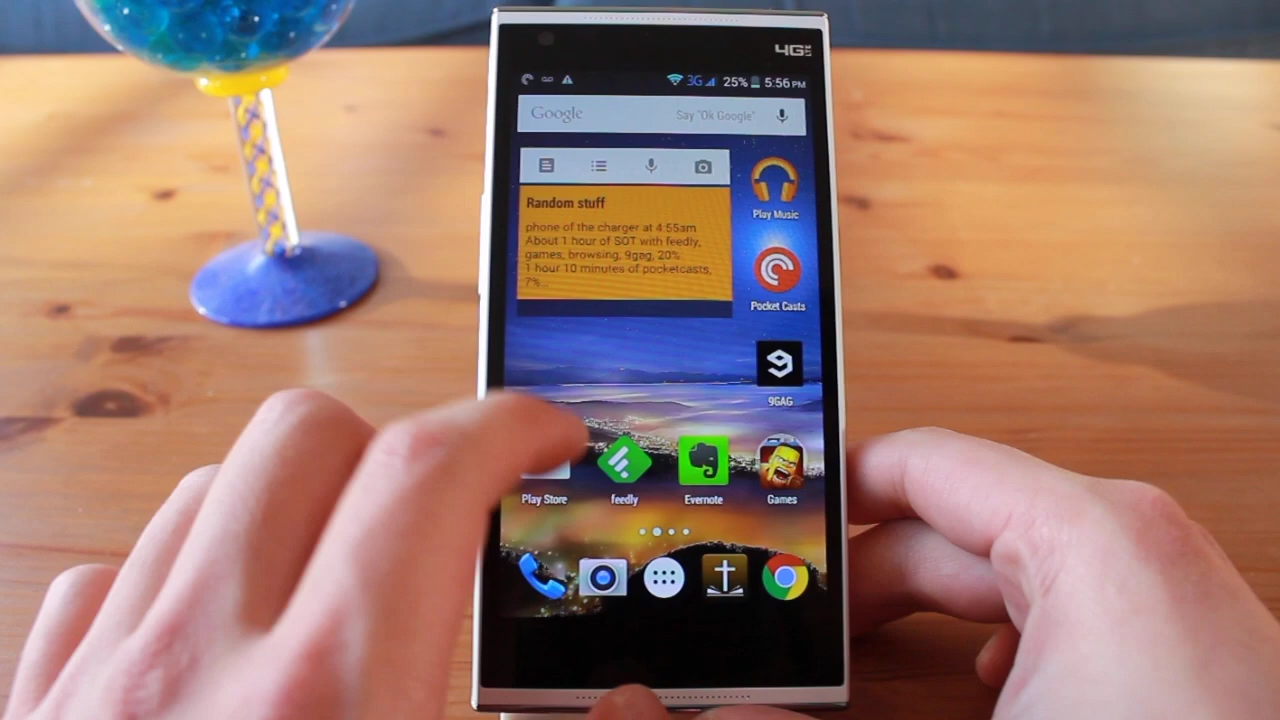 4G LTE
3G 25% 5:56 PM
Google Say "Ok Google"
Random stuff
phone of the charger at 4:55am
About 1 hour of SOT with feedly,
games, browsing, 9gag, 20%
1 hour 10 minutes of pocketcasts,
7%...
Play Music
Pocket Casts
9GAG
Play Store feedly Evernote Games